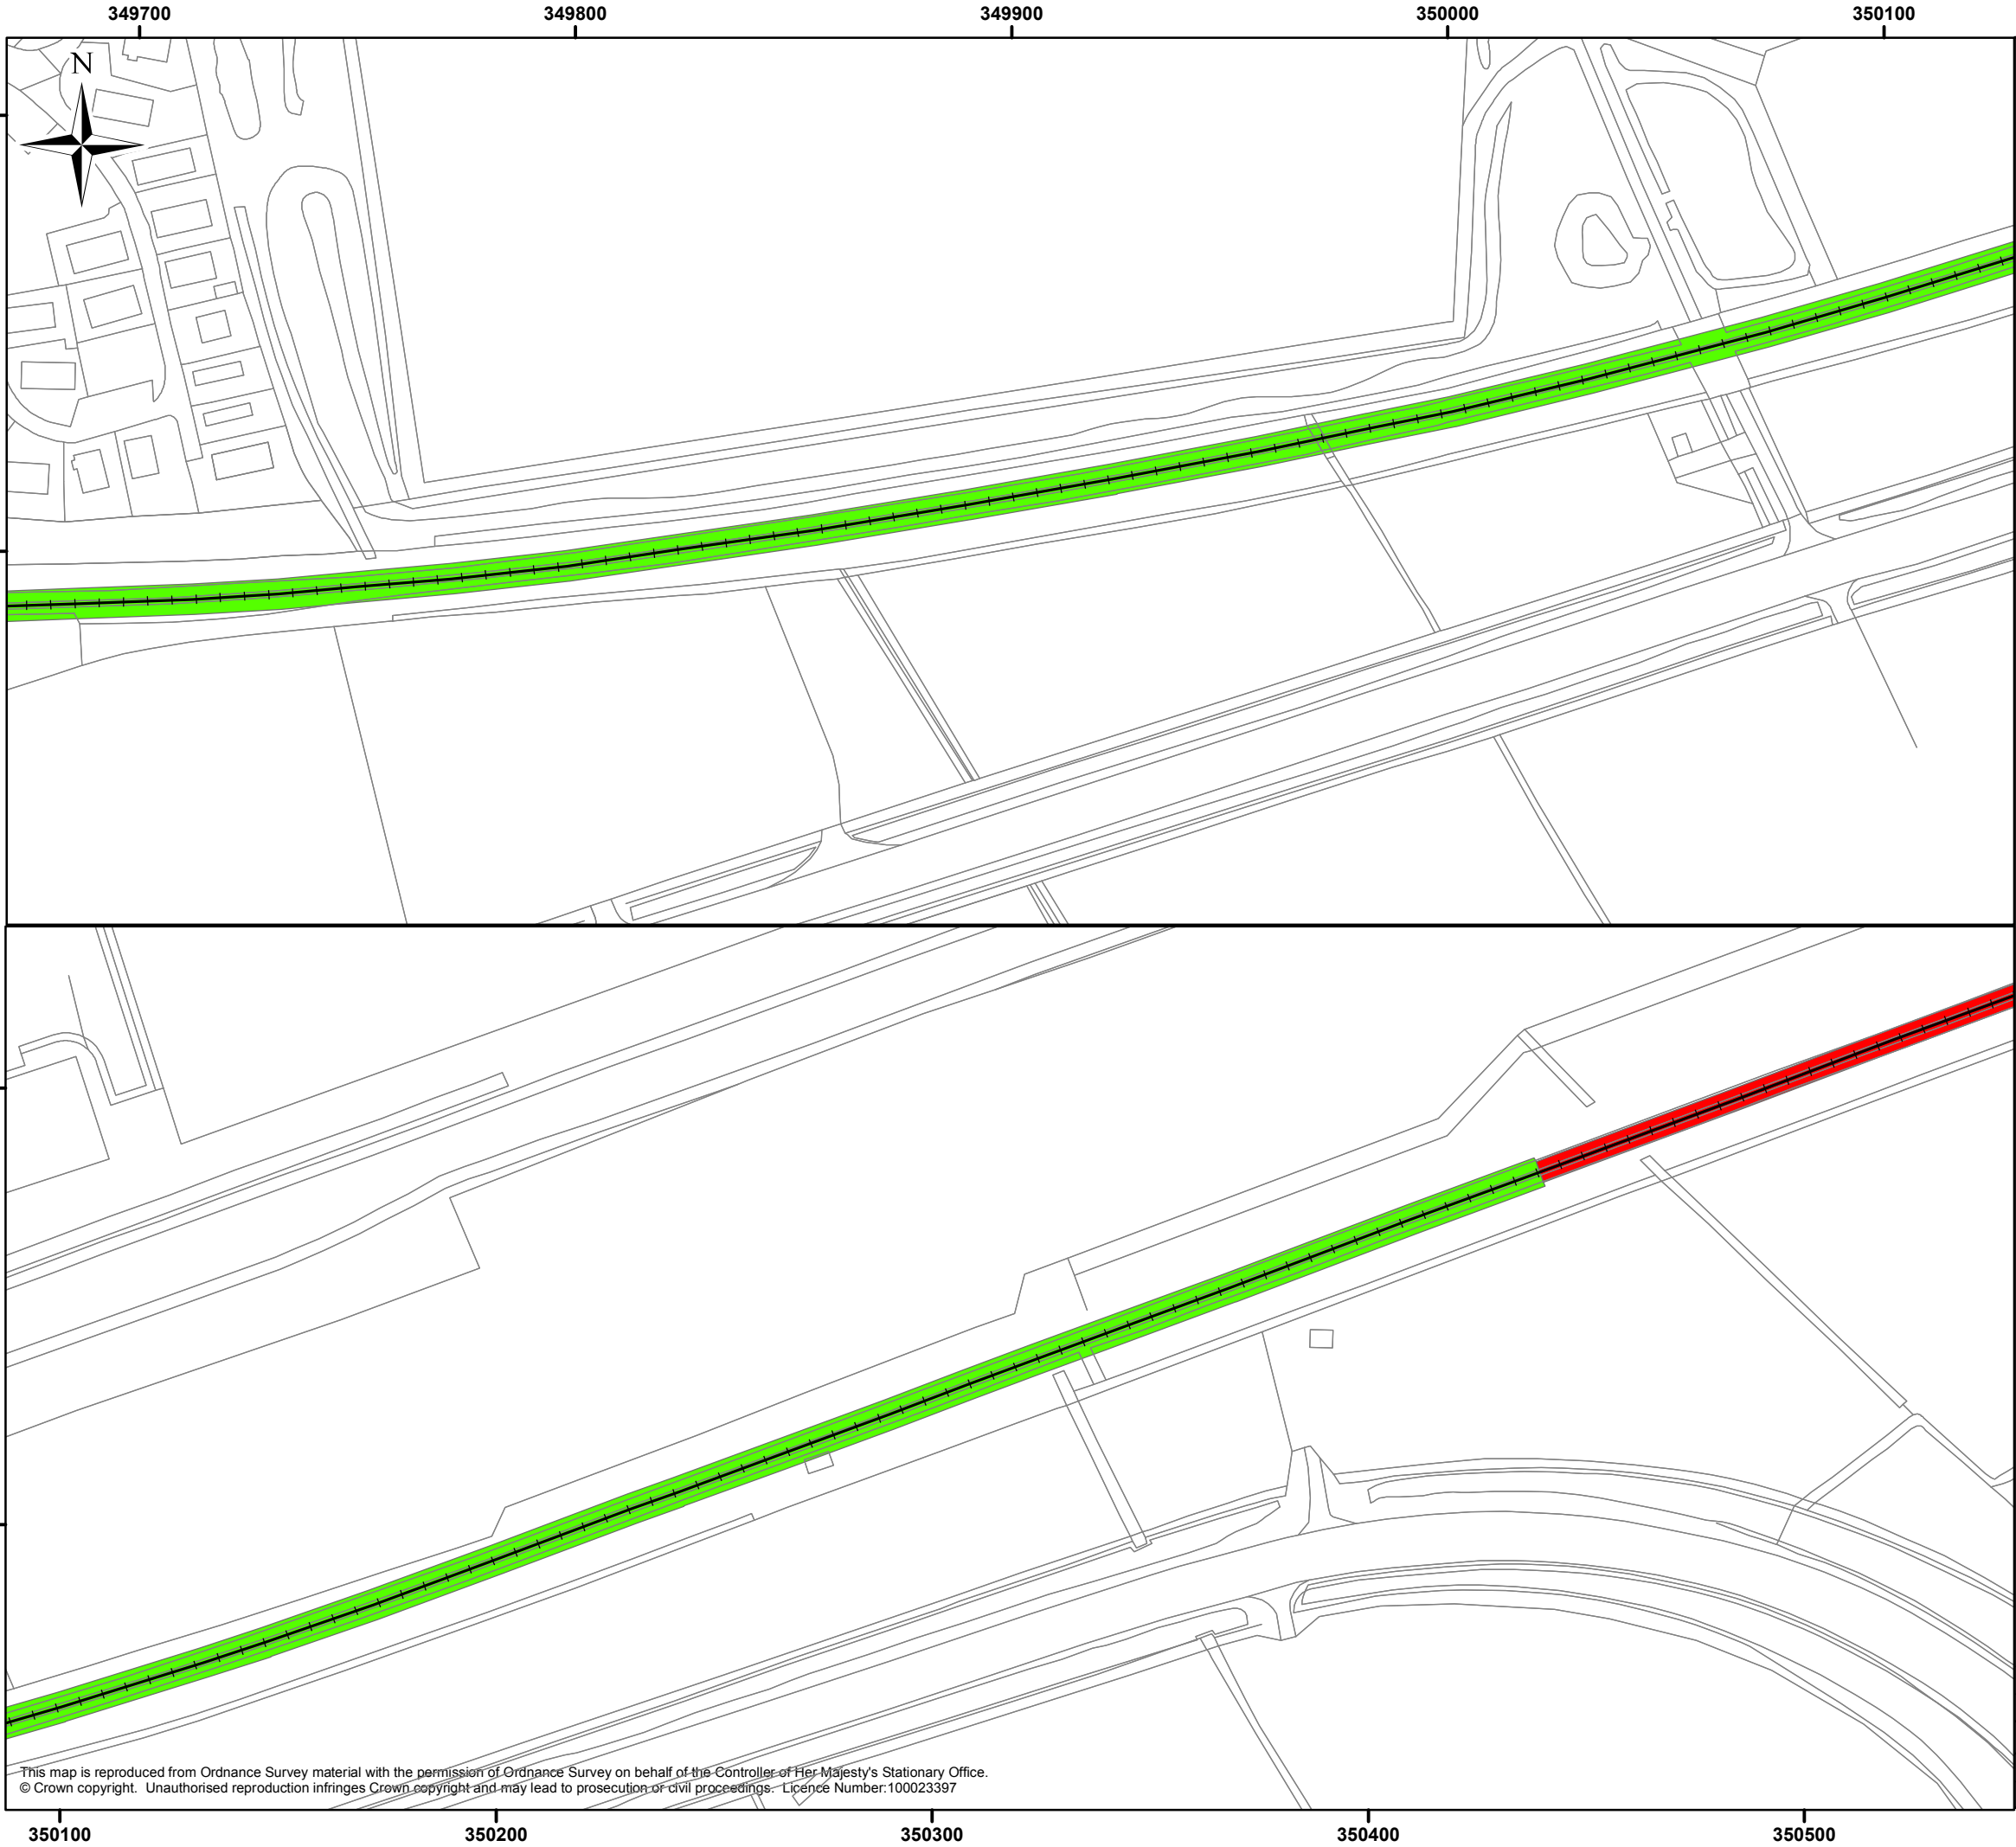 349700 349800 349900 350000 350100
N
This map is reproduced from Ordnance Survey material with the permission of Ordnance Survey on behalf of the Controller of Her Majesty's Stationary Office.
© Crown copyright. Unauthorised reproduction infringes Crown copyright and may lead to prosecution or civil proceedings. Licence Number:100023397
350100 350200 350300 350400 350500